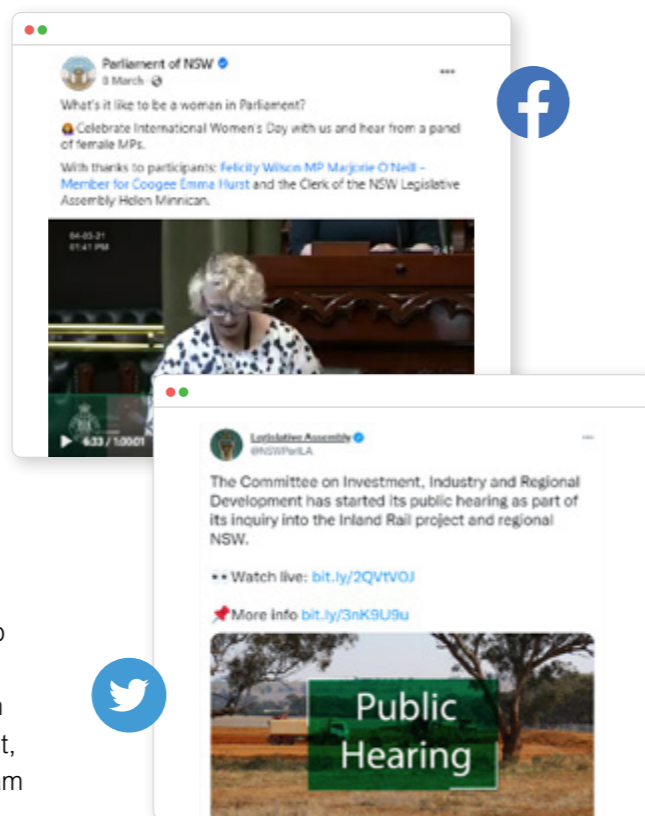 Parliament of NSW
8 March
What's it like to be a woman in Parliament?
Celebrate International Women's Day with us and hear from a panel
of female MPs.
With thanks to participants: Felicity Wilson MP Marjorie O'Neill –
Member for Coogee Emma Hurst and the Clerk of the NSW Legislative
Assembly Helen Minnican.
04-03-21
01:41 PM
9:41
6:33 / 1:00:01
Legislative Assembly
@NSWParlLA
The Committee on Investment, Industry and Regional
Development has started its public hearing as part of
its inquiry into the Inland Rail project and regional
NSW.
Watch live: bit.ly/2QVtV0J
More info bit.ly/3nK9U9u
Public
Hearing